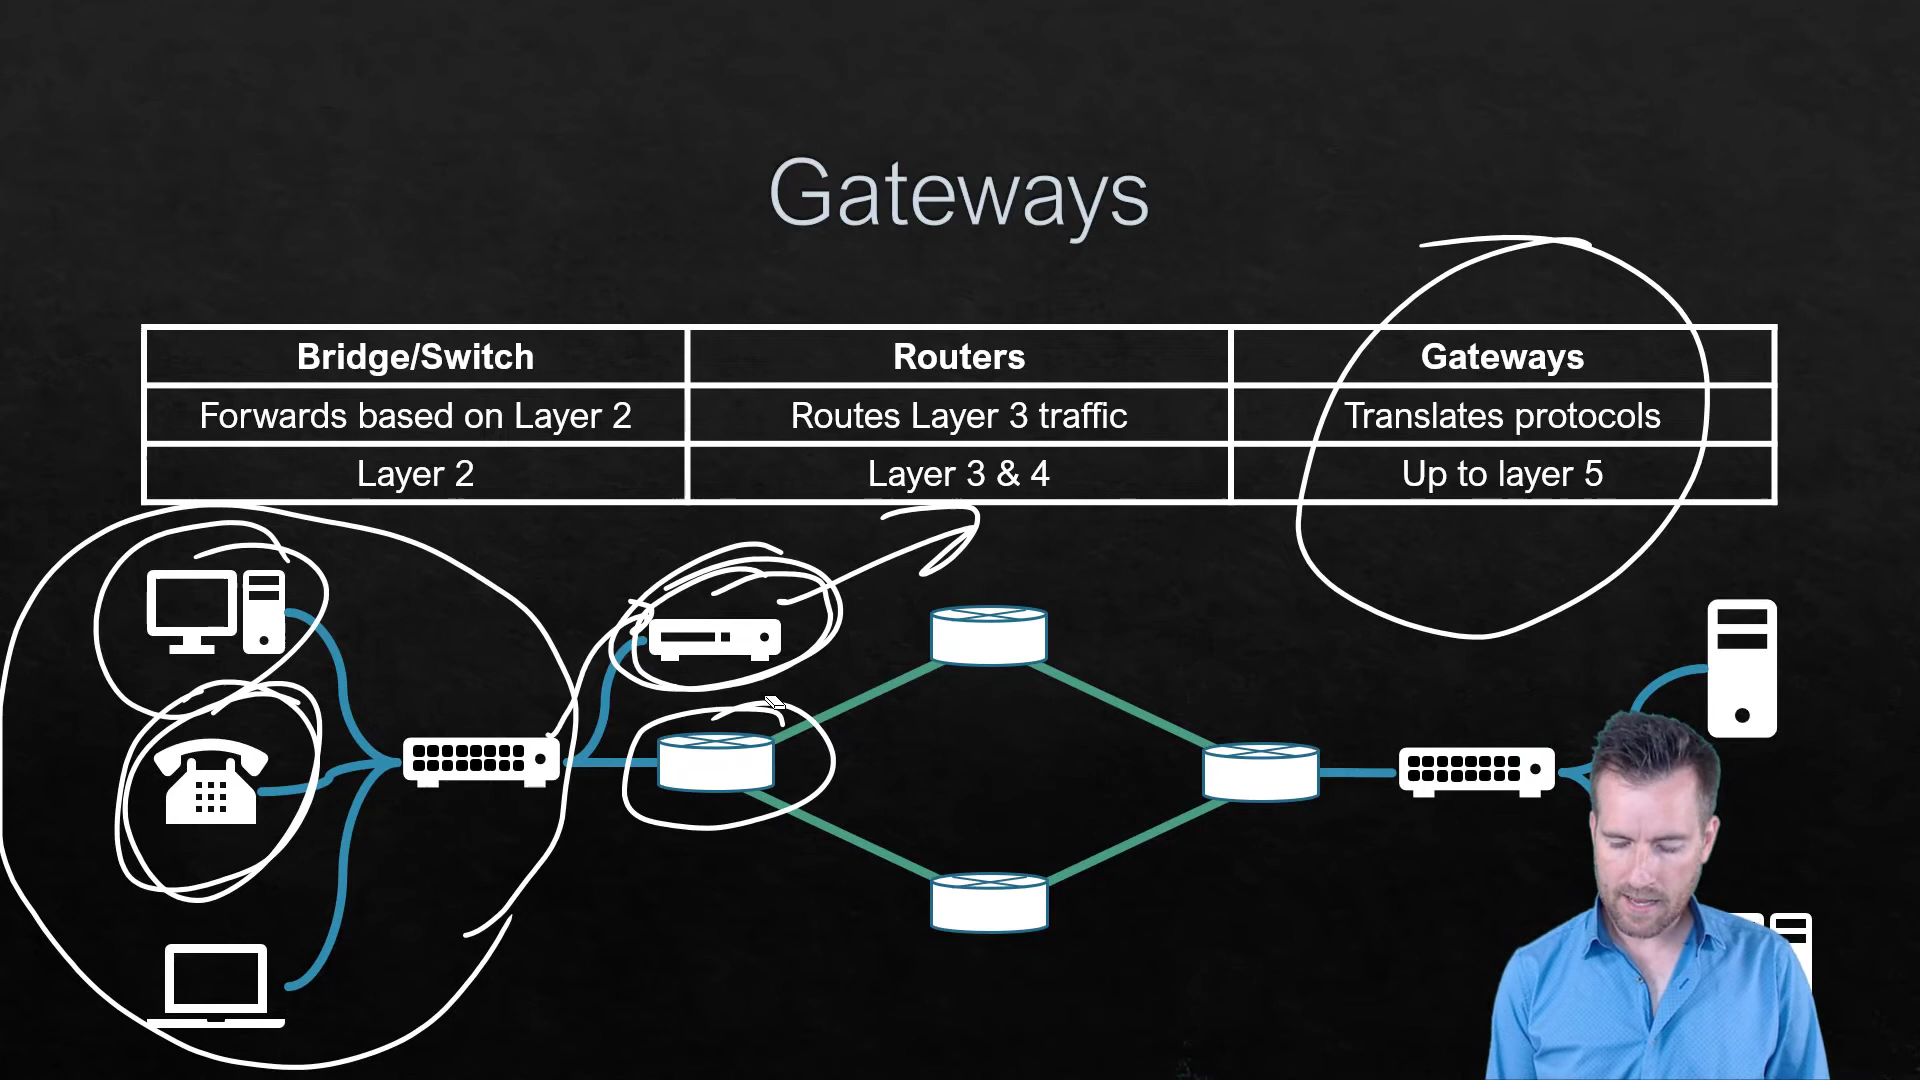 Gateways
Bridge/Switch Routers Gateways
Forwards based on Layer 2 Routes Layer 3 traffic Translates protocols
Layer 2 Layer 3 & 4 Up to layer 5